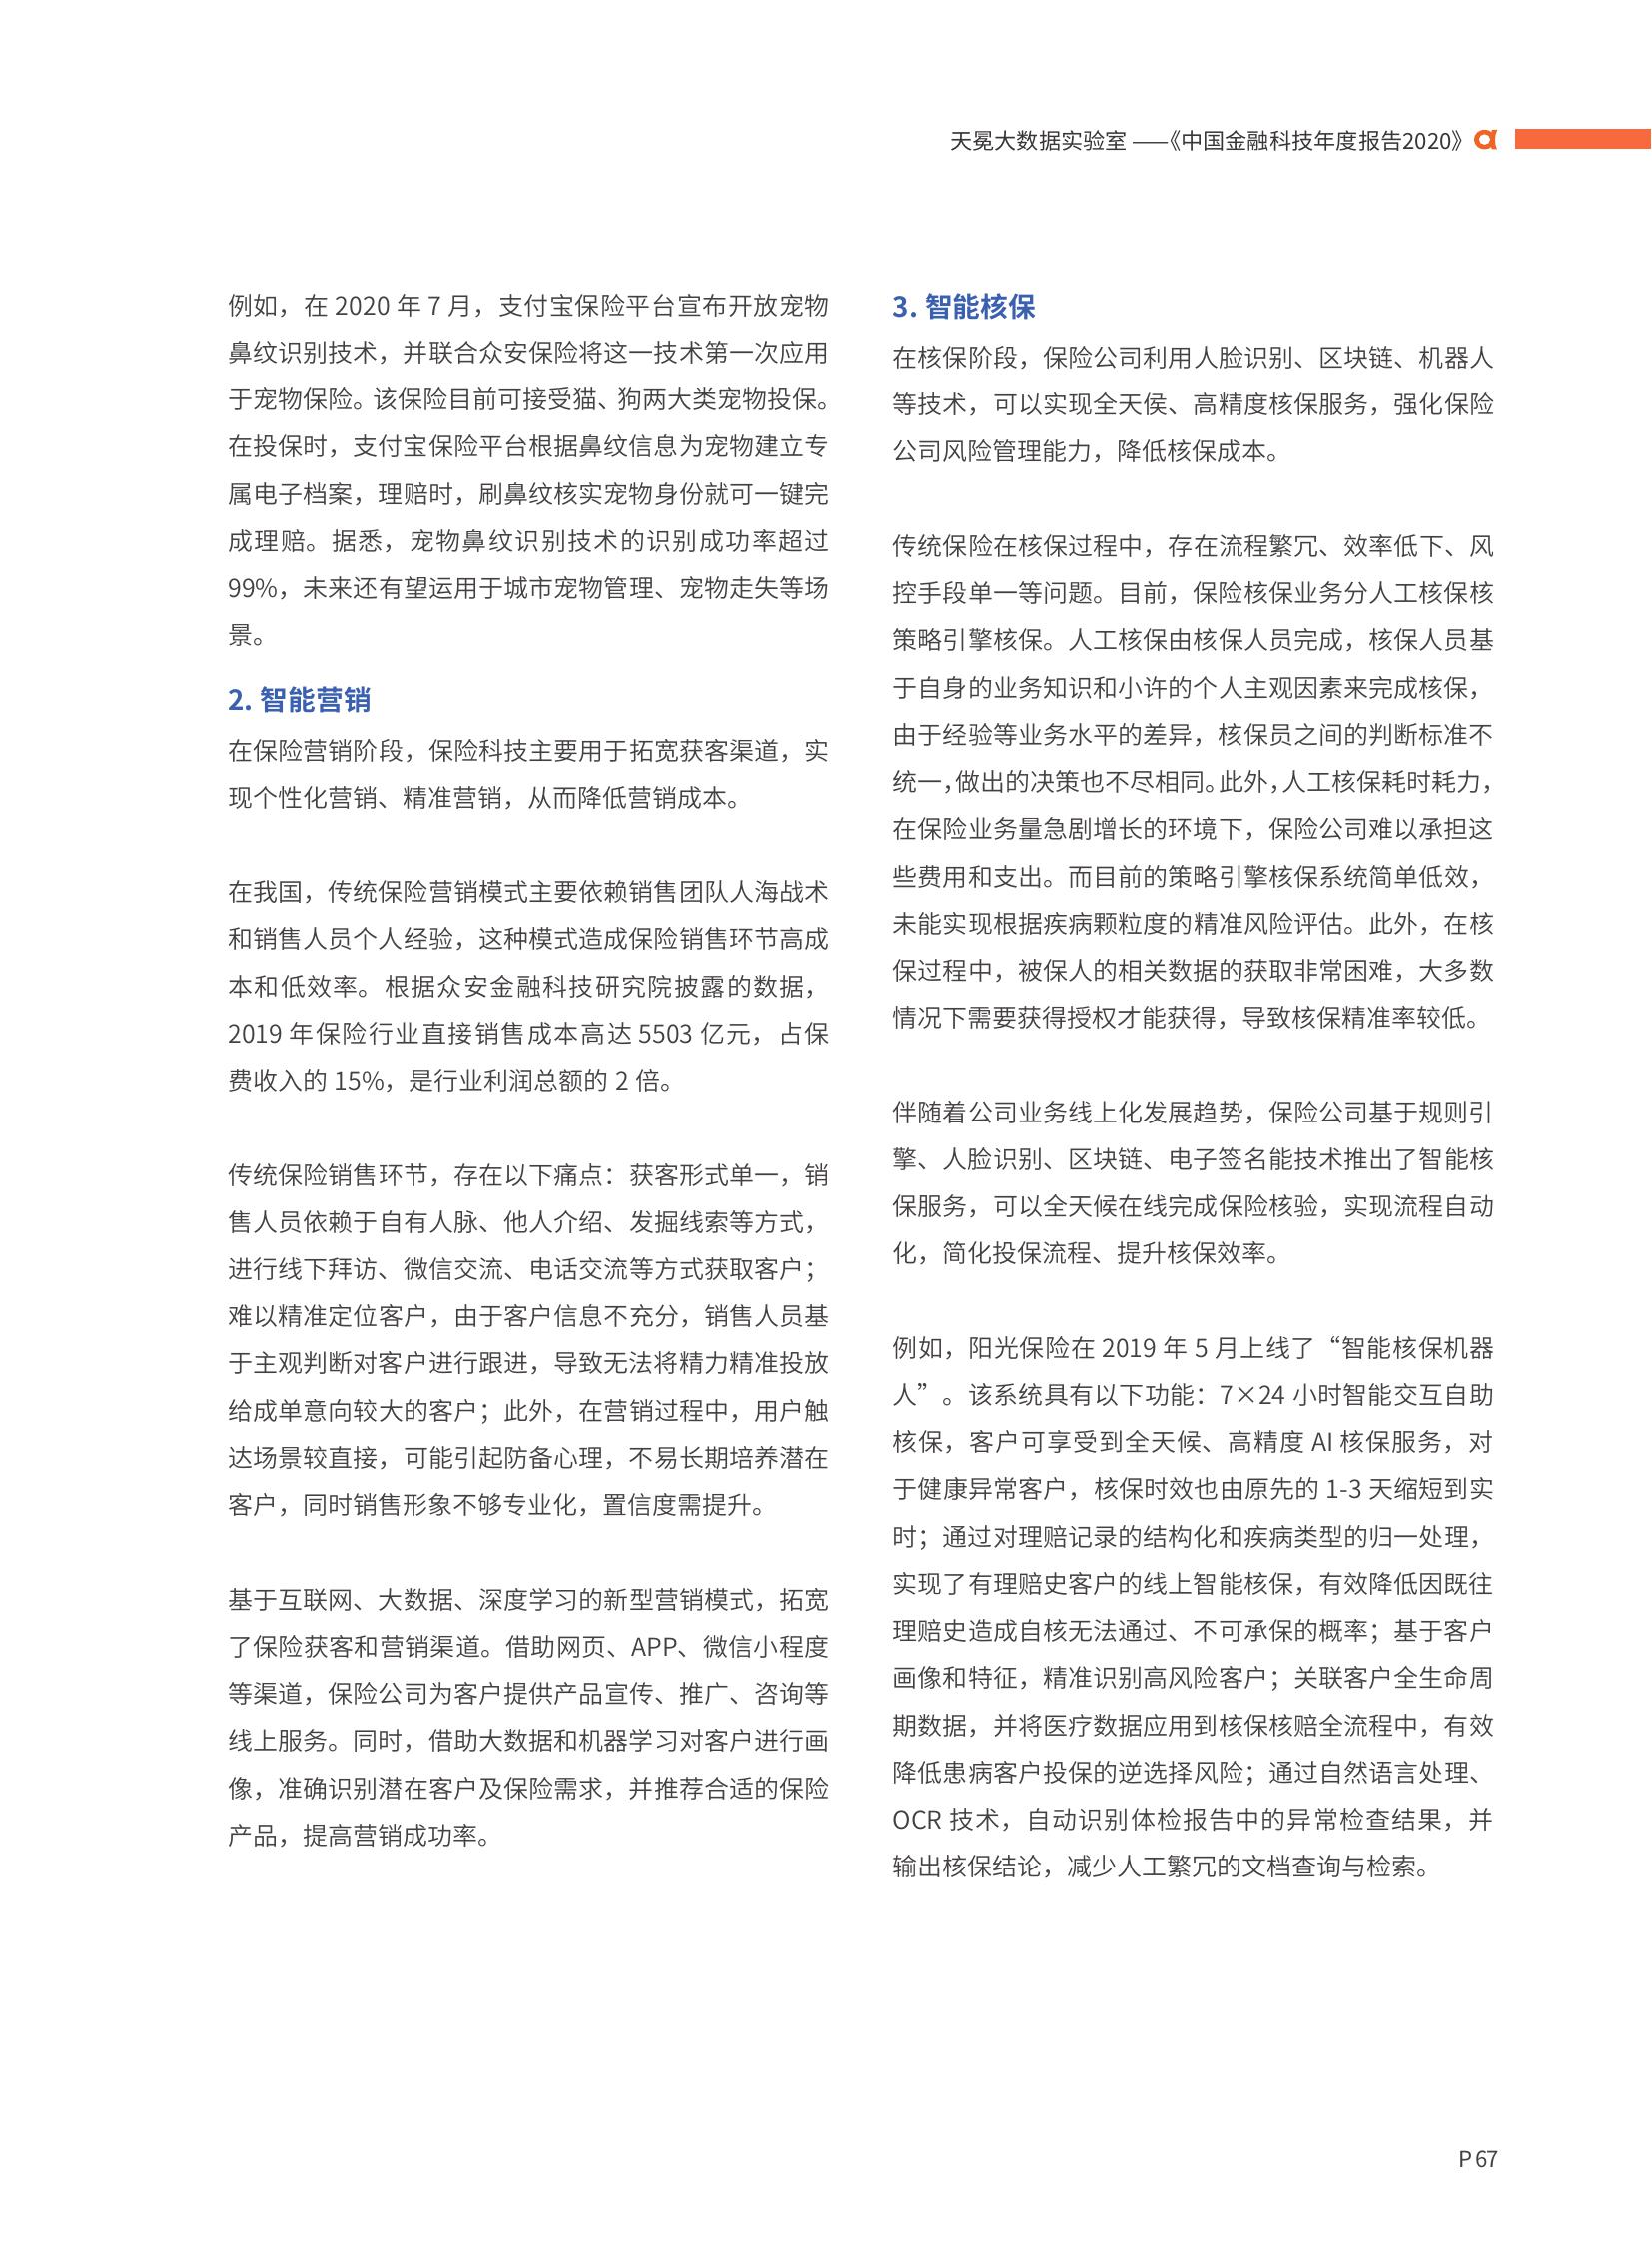 天冕大数据实验室 ——《中国金融科技年度报告2020》
例如，在 2020 年 7 月，支付宝保险平台宣布开放宠物
鼻纹识别技术，并联合众安保险将这一技术第一次应用
于宠物保险。该保险目前可接受猫、狗两大类宠物投保。
在投保时，支付宝保险平台根据鼻纹信息为宠物建立专
属电子档案，理赔时，刷鼻纹核实宠物身份就可一键完
成理赔。据悉，宠物鼻纹识别技术的识别成功率超过
99%，未来还有望运用于城市宠物管理、宠物走失等场
景。
2. 智能营销
在保险营销阶段，保险科技主要用于拓宽获客渠道，实
现个性化营销、精准营销，从而降低营销成本。
在我国，传统保险营销模式主要依赖销售团队人海战术
和销售人员个人经验，这种模式造成保险销售环节高成
本和低效率。根据众安金融科技研究院披露的数据，
2019 年保险行业直接销售成本高达 5503 亿元，占保
费收入的 15%，是行业利润总额的 2 倍。
传统保险销售环节，存在以下痛点：获客形式单一，销
售人员依赖于自有人脉、他人介绍、发掘线索等方式，
进行线下拜访、微信交流、电话交流等方式获取客户；
难以精准定位客户，由于客户信息不充分，销售人员基
于主观判断对客户进行跟进，导致无法将精力精准投放
给成单意向较大的客户；此外，在营销过程中，用户触
达场景较直接，可能引起防备心理，不易长期培养潜在
客户，同时销售形象不够专业化，置信度需提升。
基于互联网、大数据、深度学习的新型营销模式，拓宽
了保险获客和营销渠道。借助网页、APP、微信小程度
等渠道，保险公司为客户提供产品宣传、推广、咨询等
线上服务。同时，借助大数据和机器学习对客户进行画
像，准确识别潜在客户及保险需求，并推荐合适的保险
产品，提高营销成功率。
3. 智能核保
在核保阶段，保险公司利用人脸识别、区块链、机器人
等技术，可以实现全天侯、高精度核保服务，强化保险
公司风险管理能力，降低核保成本。
传统保险在核保过程中，存在流程繁冗、效率低下、风
控手段单一等问题。目前，保险核保业务分人工核保核
策略引擎核保。人工核保由核保人员完成，核保人员基
于自身的业务知识和小许的个人主观因素来完成核保，
由于经验等业务水平的差异，核保员之间的判断标准不
统一，做出的决策也不尽相同。此外，人工核保耗时耗力，
在保险业务量急剧增长的环境下，保险公司难以承担这
些费用和支出。而目前的策略引擎核保系统简单低效，
未能实现根据疾病颗粒度的精准风险评估。此外，在核
保过程中，被保人的相关数据的获取非常困难，大多数
情况下需要获得授权才能获得，导致核保精准率较低。
伴随着公司业务线上化发展趋势，保险公司基于规则引
擎、人脸识别、区块链、电子签名能技术推出了智能核
保服务，可以全天候在线完成保险核验，实现流程自动
化，简化投保流程、提升核保效率。
例如，阳光保险在 2019 年 5 月上线了“智能核保机器
人”。该系统具有以下功能：7×24 小时智能交互自助
核保，客户可享受到全天候、高精度 AI 核保服务，对
于健康异常客户，核保时效也由原先的 1-3 天缩短到实
时；通过对理赔记录的结构化和疾病类型的归一处理，
实现了有理赔史客户的线上智能核保，有效降低因既往
理赔史造成自核无法通过、不可承保的概率；基于客户
画像和特征，精准识别高风险客户；关联客户全生命周
期数据，并将医疗数据应用到核保核赔全流程中，有效
降低患病客户投保的逆选择风险；通过自然语言处理、
OCR 技术，自动识别体检报告中的异常检查结果，并
输出核保结论，减少人工繁冗的文档查询与检索。
P 67